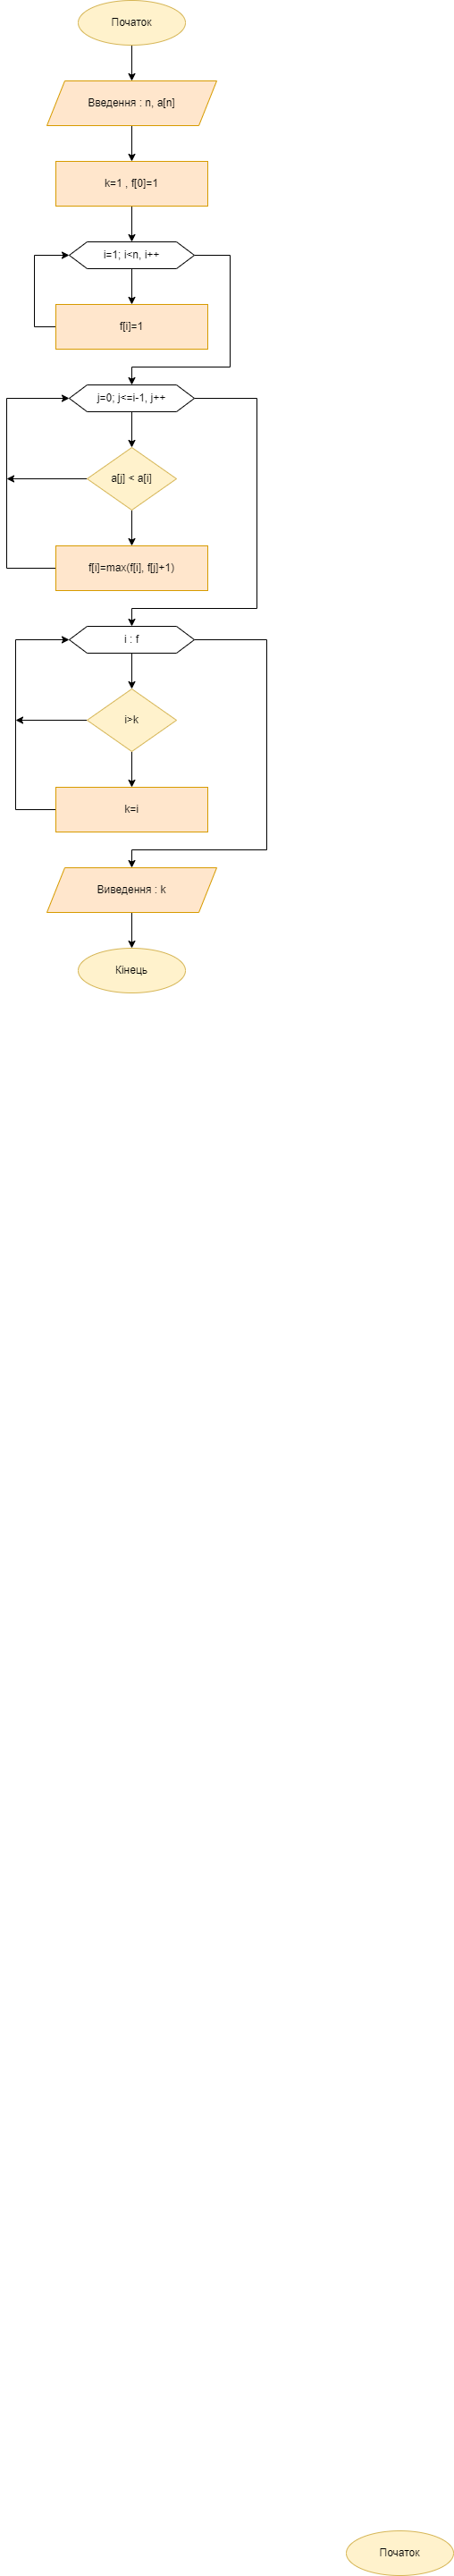 Початок
Введення : n, a[n]
k=1 , f[0]=1
i=1; i<n, i++
f[i]=1
j=0; j<=i-1, j++
a[j] < a[i]
f[i]=max(f[i], f[j]+1)
i : f
i>k
k=i
Виведення : k
Кінець
Початок